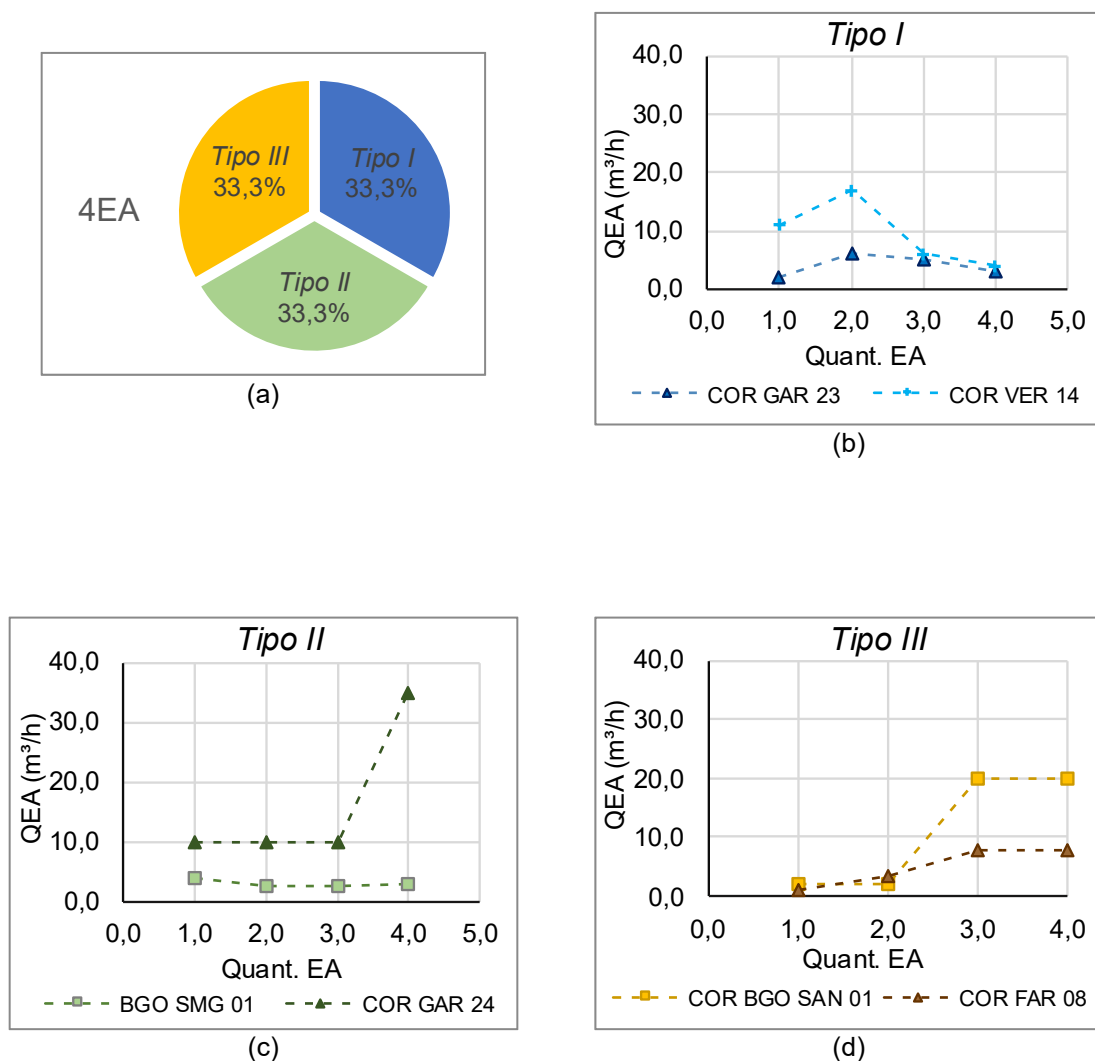 4EA
Tipo III
33,3%
Tipo I
33,3%
Tipo II
33,3%
(a)
Tipo I
QEA (m³/h)
40,0
30,0
20,0
10,0
0,0
0,0 1,0 2,0 3,0 4,0 5,0
Quant. EA
COR GAR 23 COR VER 14
(b)
Tipo II
QEA (m³/h)
40,0
30,0
20,0
10,0
0,0
0,0 1,0 2,0 3,0 4,0 5,0
Quant. EA
BGO SMG 01 COR GAR 24
(c)
Tipo III
QEA (m³/h)
40,0
30,0
20,0
10,0
0,0
0,0 1,0 2,0 3,0 4,0
Quant. EA
COR BGO SAN 01 COR FAR 08
(d)